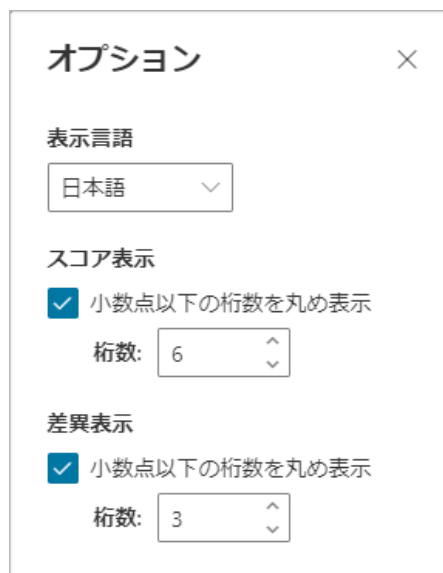 オプション
表示言語
日本語
スコア表示
小数点以下の桁数を丸め表示
桁数: 6
差異表示
小数点以下の桁数を丸め表示
桁数: 3